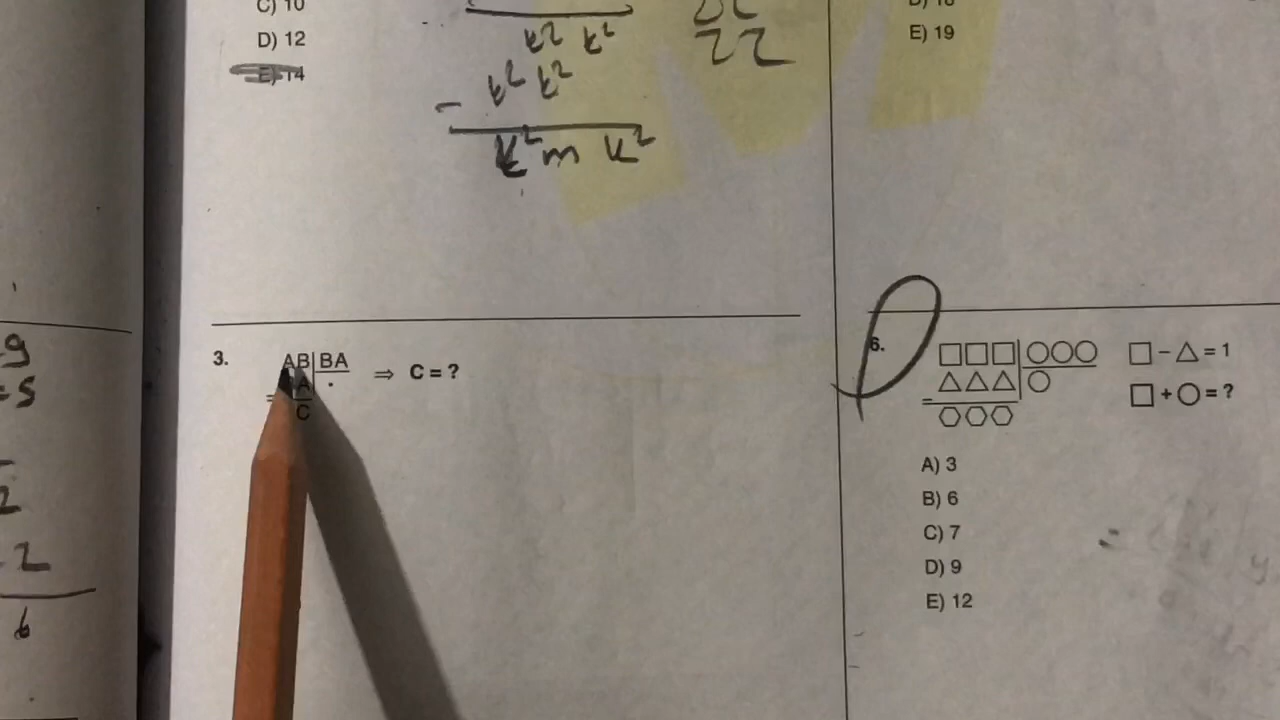 C) 10
D) 12
E) 14
k² k²
k² k²
−
k² m k²
22
E) 19
9
= 5
2
2
6
3. AB BA ⇒ C = ?
A .
C
6. □□□ ○○○ □ − △ = 1
△△△ ○
− □ + ○ = ?
⬡⬡⬡
A) 3
B) 6
C) 7
D) 9
E) 12